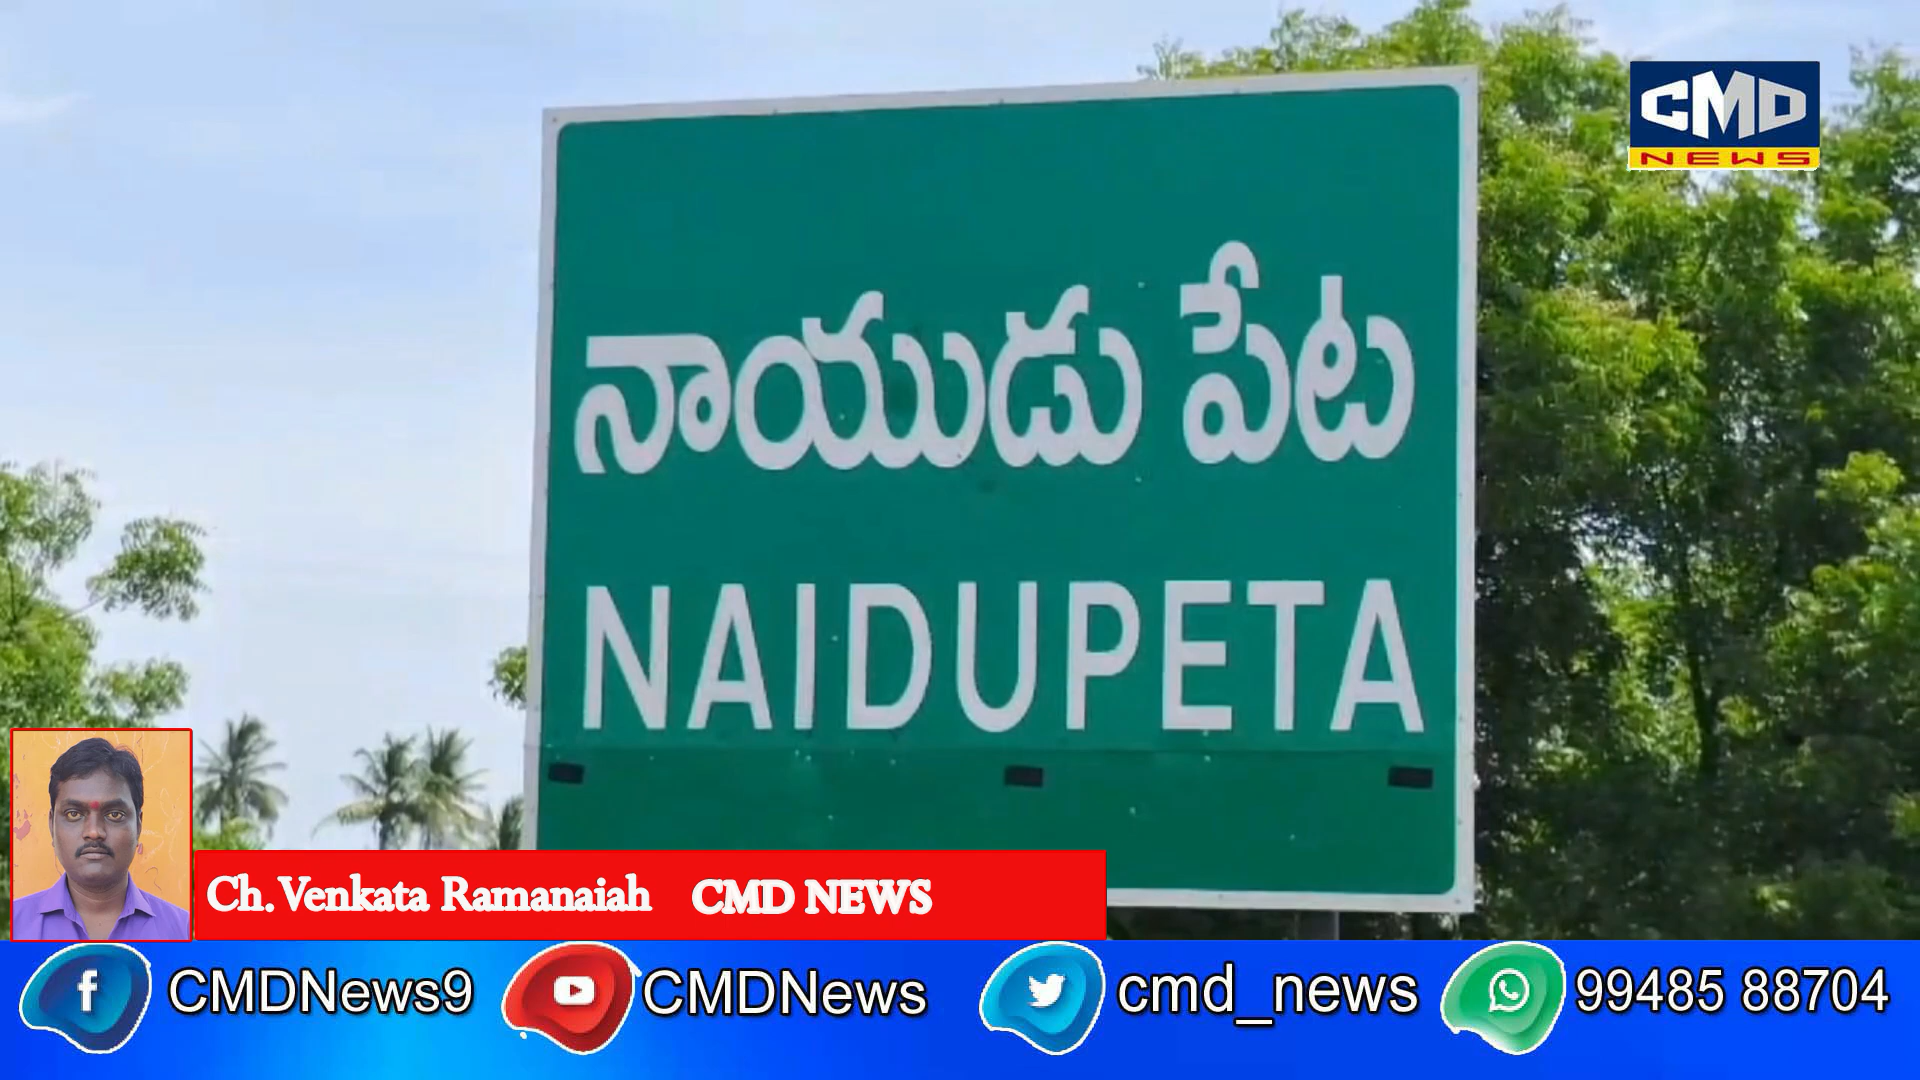 CMD
NEWS
నాయుడు పేట
NAIDUPETA
Ch. Venkata Ramanaiah CMD NEWS
CMDNews9 CMDNews cmd_news 99485 88704